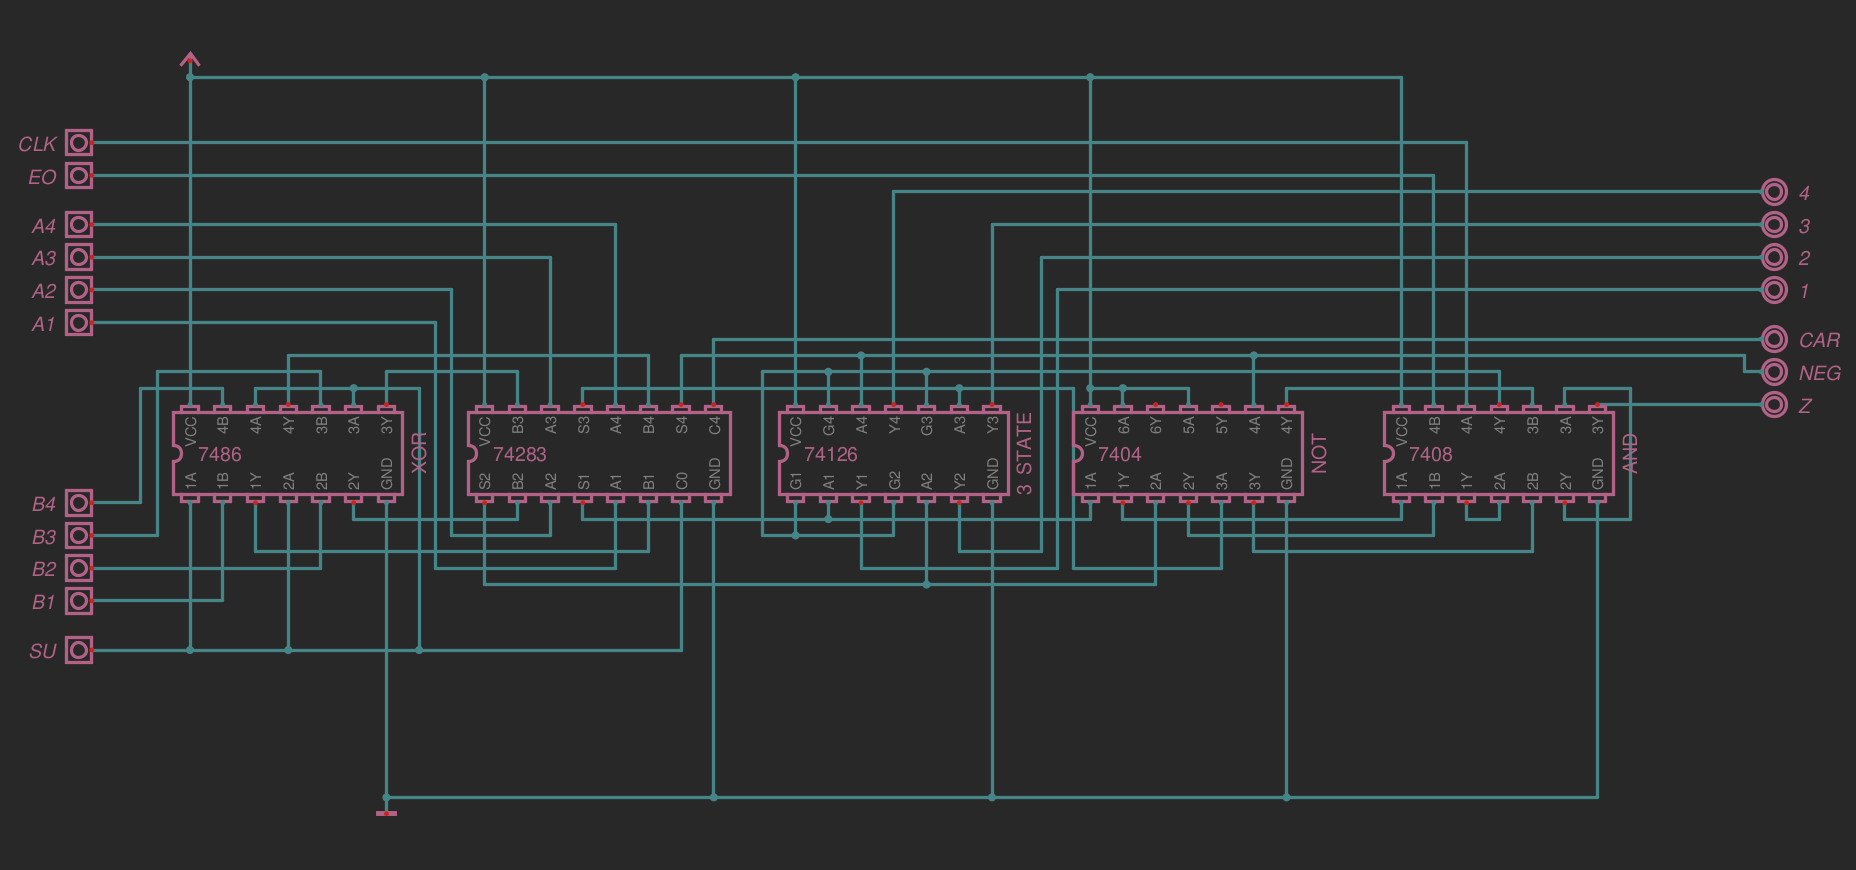 CLK
EO
A4
A3
A2
A1
B4
B3
B2
B1
SU
VCC 4B 4A 4Y 3B 3A 3Y
7486
XOR
1A 1B 1Y 2A 2B 2Y GND
VCC B3 A3 S3 A4 B4 S4 C4
74283
S2 B2 A2 S1 A1 B1 C0 GND
VCC G4 A4 Y4 G3 A3 Y3
74126
3 STATE
G1 A1 Y1 G2 A2 Y2 GND
VCC 6A 6Y 5A 5Y 4A 4Y
7404
NOT
1A 1Y 2A 2Y 3A 3Y GND
VCC 4B 4A 4Y 3B 3A 3Y
7408
AND
1A 1B 1Y 2A 2B 2Y GND
4
3
2
1
CAR
NEG
Z